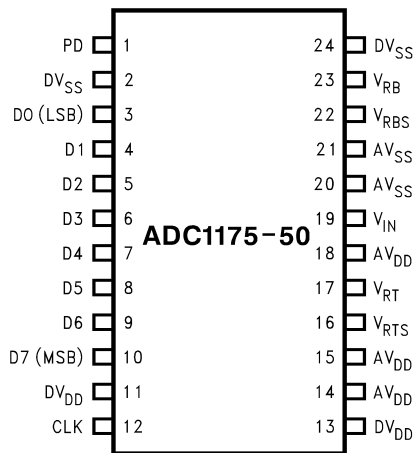 PD 1 24 DVSS
DVSS 2 23 VRB
D0 (LSB) 3 22 VRBS
D1 4 21 AVSS
D2 5 20 AVSS
D3 6 19 VIN
ADC1175-50
D4 7 18 AVDD
D5 8 17 VRT
D6 9 16 VRTS
D7 (MSB) 10 15 AVDD
DVDD 11 14 AVDD
CLK 12 13 DVDD